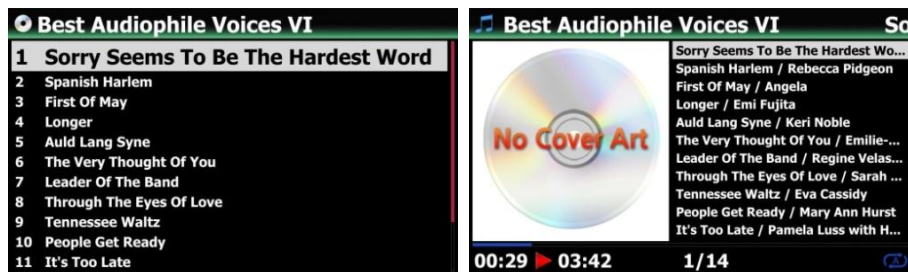 Best Audiophile Voices VI
1 Sorry Seems To Be The Hardest Word
2 Spanish Harlem
3 First Of May
4 Longer
5 Auld Lang Syne
6 The Very Thought Of You
7 Leader Of The Band
8 Through The Eyes Of Love
9 Tennessee Waltz
10 People Get Ready
11 It's Too Late
Best Audiophile Voices VI So
No Cover Art
Sorry Seems To Be The Hardest Wo...
Spanish Harlem / Rebecca Pidgeon
First Of May / Angela
Longer / Emi Fujita
Auld Lang Syne / Keri Noble
The Very Thought Of You / Emilie-...
Leader Of The Band / Regine Velas...
Through The Eyes Of Love / Sarah ...
Tennessee Waltz / Eva Cassidy
People Get Ready / Mary Ann Hurst
It's Too Late / Pamela Luss with H...
00:29 03:42 1/14